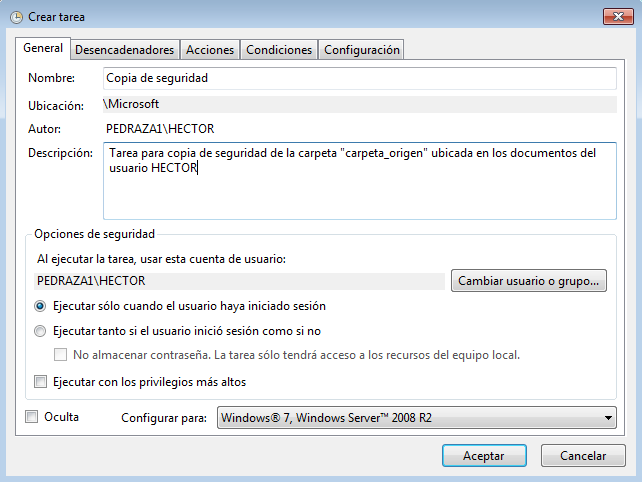 Crear tarea
General Desencadenadores Acciones Condiciones Configuración
Nombre: Copia de seguridad
Ubicación: \Microsoft
Autor: PEDRAZA1\HECTOR
Descripción: Tarea para copia de seguridad de la carpeta "carpeta_origen" ubicada en los documentos del
usuario HECTOR
Opciones de seguridad
Al ejecutar la tarea, usar esta cuenta de usuario:
PEDRAZA1\HECTOR Cambiar usuario o grupo...
Ejecutar sólo cuando el usuario haya iniciado sesión
Ejecutar tanto si el usuario inició sesión como si no
No almacenar contraseña. La tarea sólo tendrá acceso a los recursos del equipo local.
Ejecutar con los privilegios más altos
Oculta Configurar para: Windows® 7, Windows Server™ 2008 R2
Aceptar Cancelar